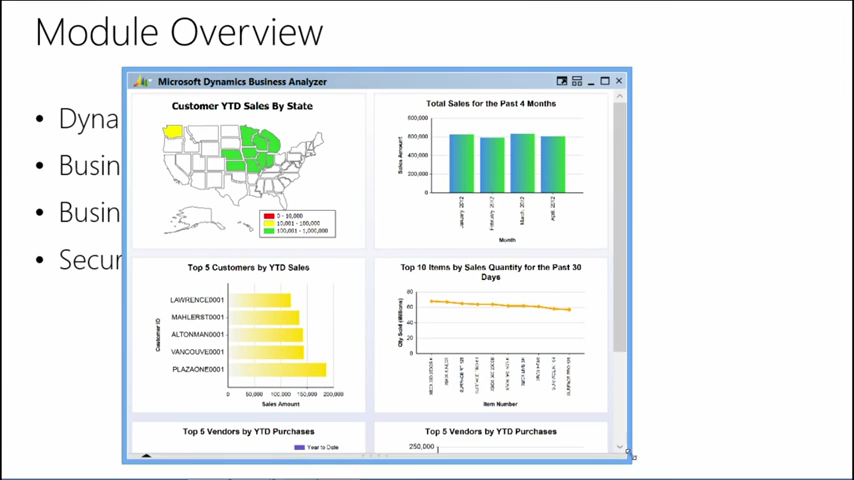 Module Overview
• Dyna
• Busin
• Busin
• Secur
Microsoft Dynamics Business Analyzer
Customer YTD Sales By State
0 - 10,000
10,001 - 100,000
100,001 - 1,000,000
Total Sales for the Past 4 Months
Sales Amount
800,000
600,000
400,000
200,000
0
January 2012
February 2012
March 2012
April 2012
Month
Top 5 Customers by YTD Sales
Customer ID
LAWRENCE0001
MAHLERST0001
ALTONMAN0001
VANCOUVE0001
PLAZAONE0001
0
50,000
100,000
150,000
200,000
Sales Amount
Top 10 Items by Sales Quantity for the Past 30
Days
Qty Sold (Millions)
80
60
40
20
0
Item Number
Top 5 Vendors by YTD Purchases
Year to Date
Top 5 Vendors by YTD Purchases
250,000